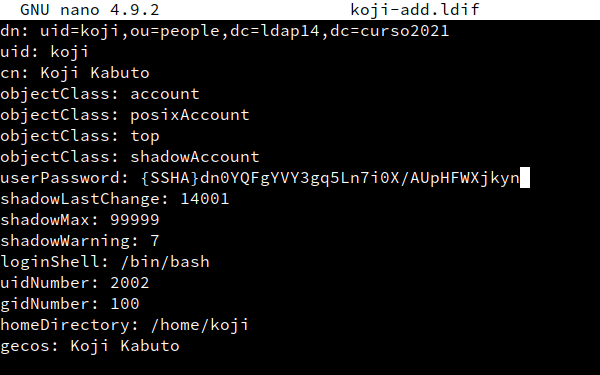 GNU nano 4.9.2 koji-add.ldif
dn: uid=koji,ou=people,dc=ldap14,dc=curso2021
uid: koji
cn: Koji Kabuto
objectClass: account
objectClass: posixAccount
objectClass: top
objectClass: shadowAccount
userPassword: {SSHA}dn0YQFgYVY3gq5Ln7i0X/AUpHFWXjkyn
shadowLastChange: 14001
shadowMax: 99999
shadowWarning: 7
loginShell: /bin/bash
uidNumber: 2002
gidNumber: 100
homeDirectory: /home/koji
gecos: Koji Kabuto